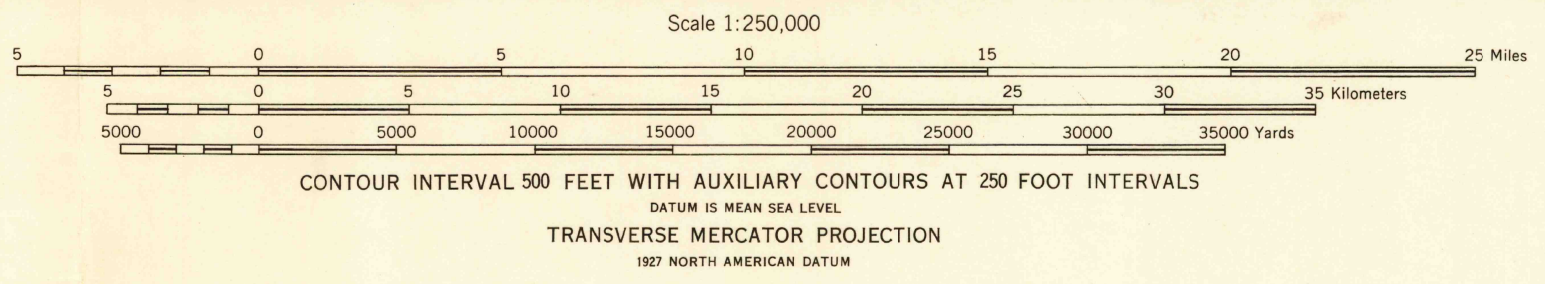 Scale 1:250,000
5 0 5 10 15 20 25 Miles
5 0 5 10 15 20 25 30 35 Kilometers
5000 0 5000 10000 15000 20000 25000 30000 35000 Yards
CONTOUR INTERVAL 500 FEET WITH AUXILIARY CONTOURS AT 250 FOOT INTERVALS
DATUM IS MEAN SEA LEVEL
TRANSVERSE MERCATOR PROJECTION
1927 NORTH AMERICAN DATUM